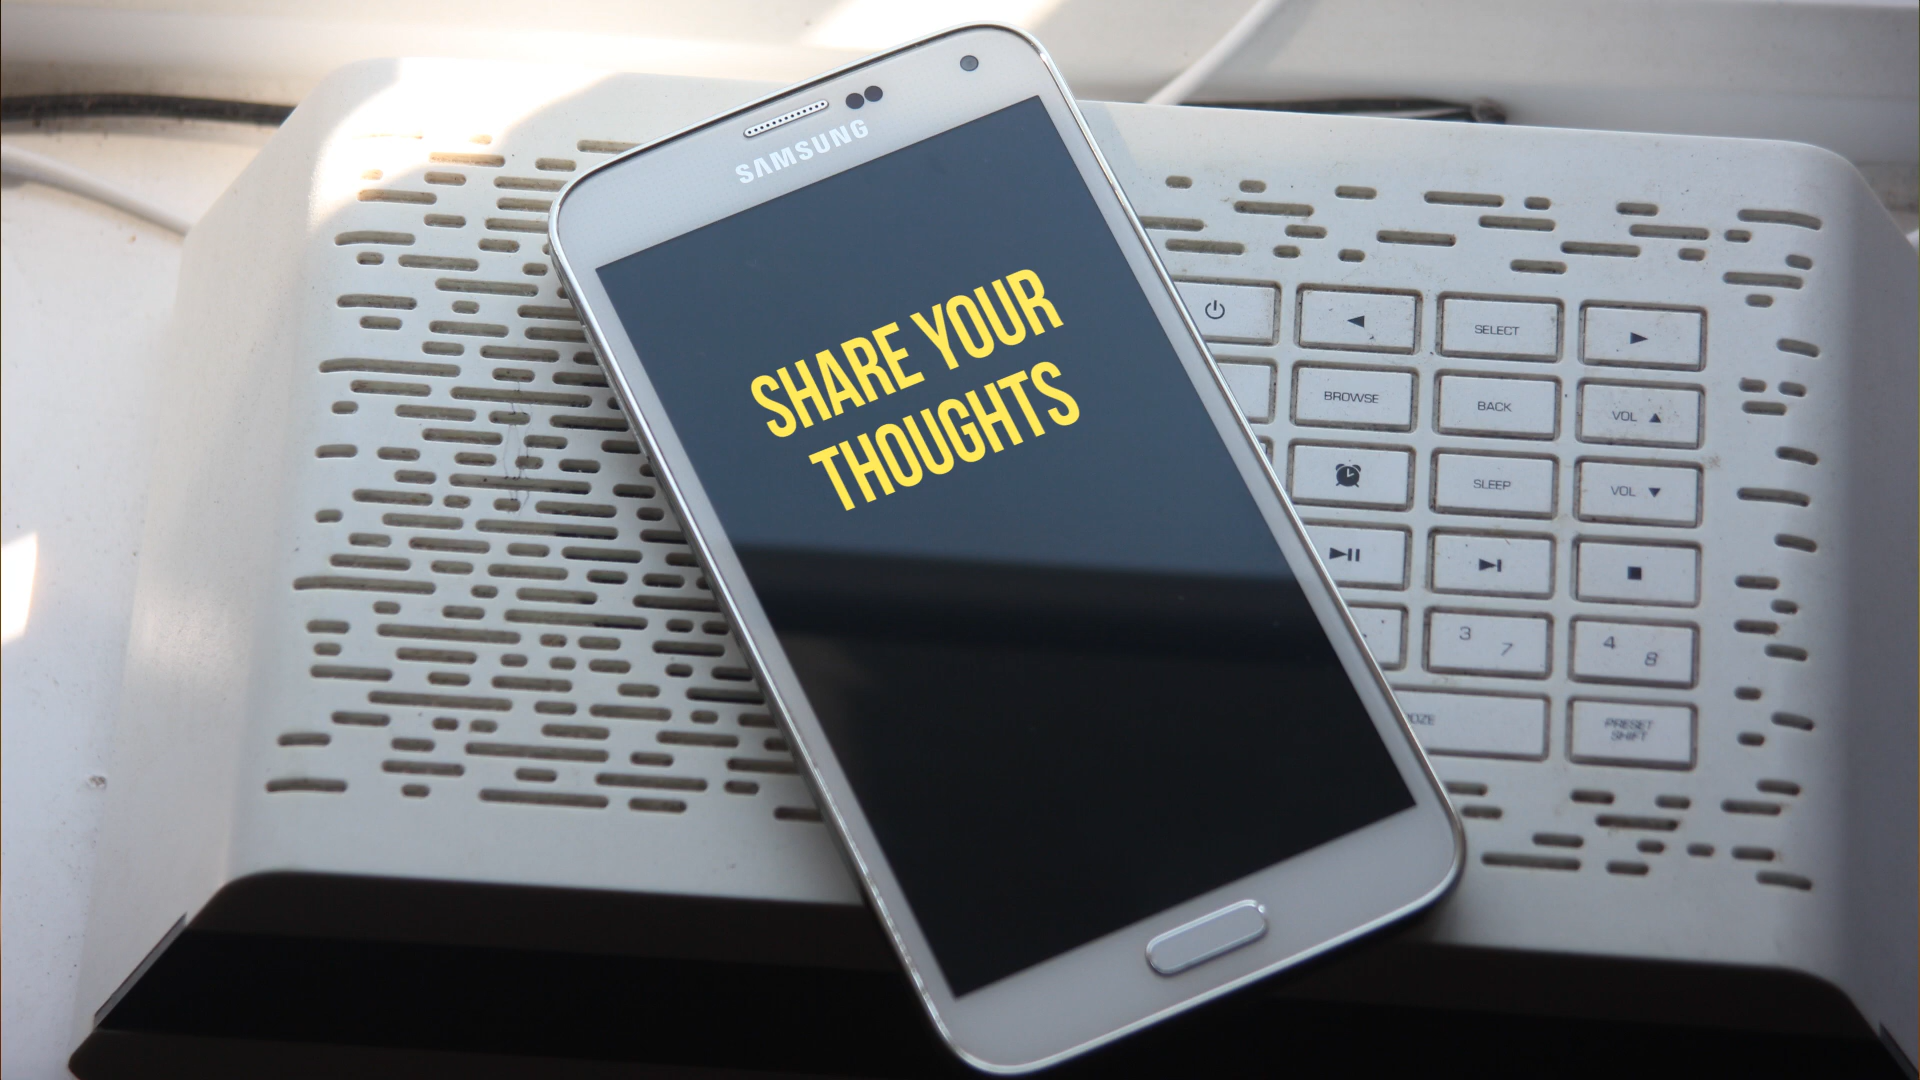 SAMSUNG
SHARE YOUR
THOUGHTS
SELECT
BROWSE
BACK
VOL ▲
SLEEP
VOL ▼
3 7
4 8
PRESET
SHIFT